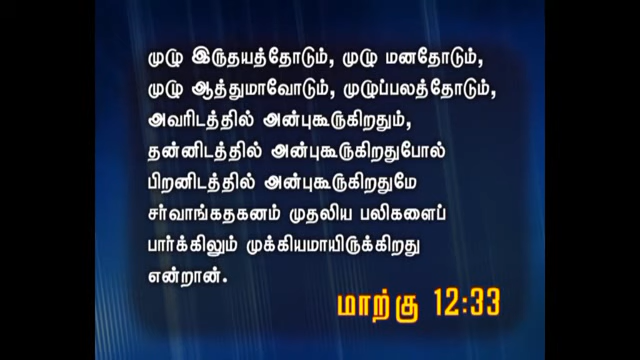 முழு இருதயத்தோடும், முழு மனதோடும்,
முழு ஆத்துமாவோடும், முழுப்பலத்தோடும்,
அவரிடத்தில் அன்புகூருகிறதும்,
தன்னிடத்தில் அன்புகூருகிறதுபோல்
பிறனிடத்தில் அன்புகூருகிறதுமே
சர்வாங்கதகனம் முதலிய பலிகளைப்
பார்க்கிலும் முக்கியமாயிருக்கிறது
என்றான்.
மாற்கு 12:33